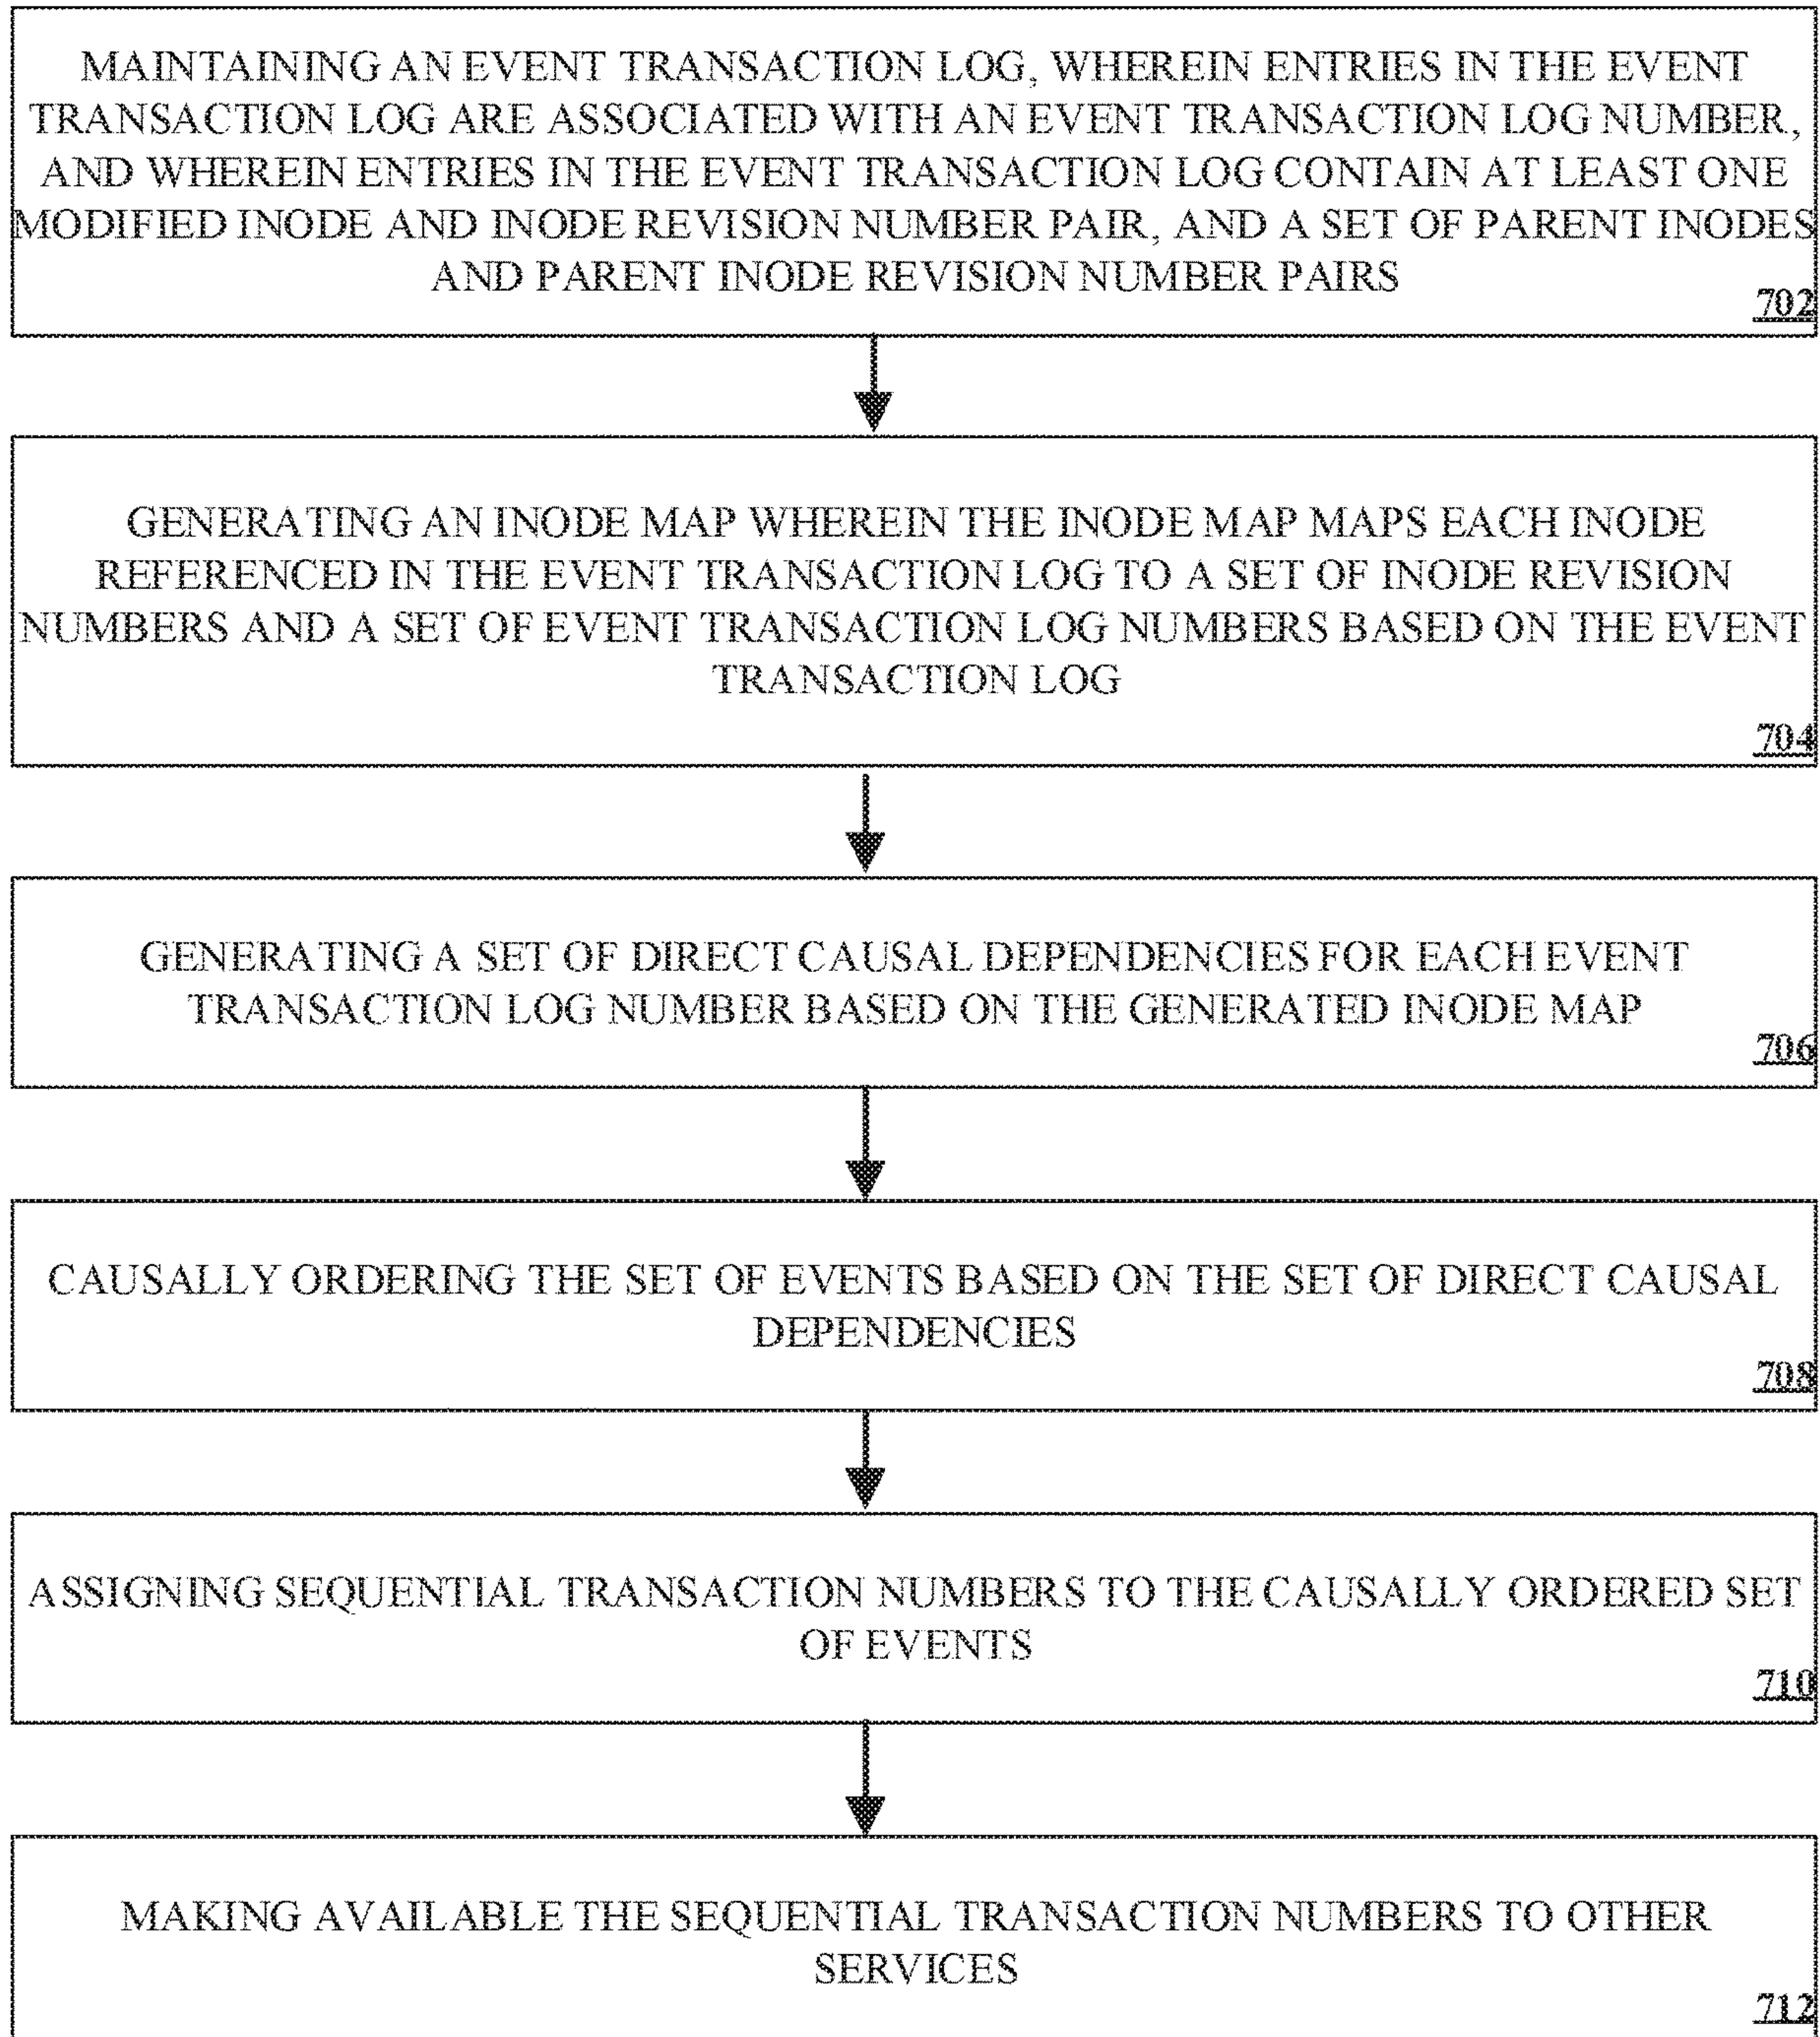 MAINTAINING AN EVENT TRANSACTION LOG, WHEREIN ENTRIES IN THE EVENT
TRANSACTION LOG ARE ASSOCIATED WITH AN EVENT TRANSACTION LOG NUMBER,
AND WHEREIN ENTRIES IN THE EVENT TRANSACTION LOG CONTAIN AT LEAST ONE
MODIFIED INODE AND INODE REVISION NUMBER PAIR, AND A SET OF PARENT INODES
AND PARENT INODE REVISION NUMBER PAIRS
702
GENERATING AN INODE MAP WHEREIN THE INODE MAP MAPS EACH INODE
REFERENCED IN THE EVENT TRANSACTION LOG TO A SET OF INODE REVISION
NUMBERS AND A SET OF EVENT TRANSACTION LOG NUMBERS BASED ON THE EVENT
TRANSACTION LOG
704
GENERATING A SET OF DIRECT CAUSAL DEPENDENCIES FOR EACH EVENT
TRANSACTION LOG NUMBER BASED ON THE GENERATED INODE MAP
706
CAUSALLY ORDERING THE SET OF EVENTS BASED ON THE SET OF DIRECT CAUSAL
DEPENDENCIES
708
ASSIGNING SEQUENTIAL TRANSACTION NUMBERS TO THE CAUSALLY ORDERED SET
OF EVENTS
710
MAKING AVAILABLE THE SEQUENTIAL TRANSACTION NUMBERS TO OTHER
SERVICES
712